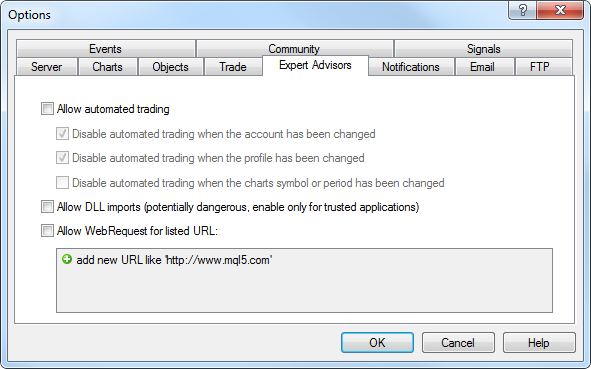 Options
Events Community Signals
Server Charts Objects Trade Expert Advisors Notifications Email FTP
Allow automated trading
Disable automated trading when the account has been changed
Disable automated trading when the profile has been changed
Disable automated trading when the charts symbol or period has been changed
Allow DLL imports (potentially dangerous, enable only for trusted applications)
Allow WebRequest for listed URL:
add new URL like 'http://www.mql5.com'
OK Cancel Help